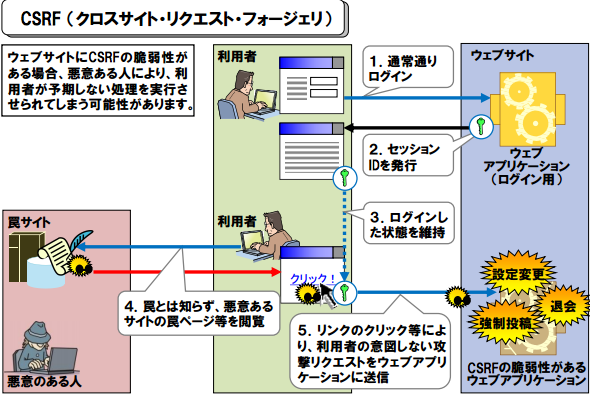 CSRF(クロスサイト・リクエスト・フォージェリ)
ウェブサイトにCSRFの脆弱性が
ある場合、悪意ある人により、利
用者が予期しない処理を実行さ
せられてしまう可能性があります。
利用者
1．通常通り
ログイン
ウェブサイト
2．セッション
IDを発行
ウェブ
アプリケーション
(ログイン用)
3．ログインし
た状態を維持
罠サイト
利用者
クリック！
4．罠とは知らず、悪意ある
サイトの罠ページ等を閲覧
悪意のある人
5．リンクのクリック等によ
り、利用者の意図しない攻
撃リクエストをウェブアプリ
ケーションに送信
設定変更
退会
強制投稿
CSRFの脆弱性がある
ウェブアプリケーション